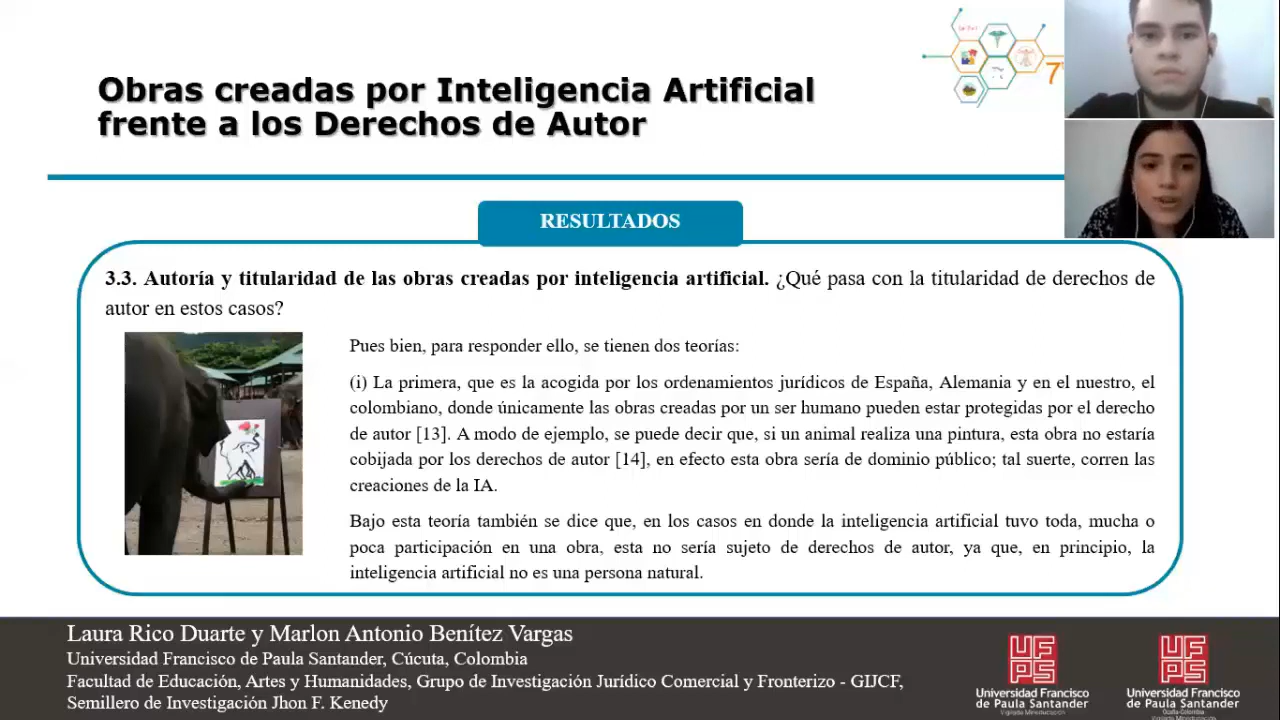 Obras creadas por Inteligencia Artificial
frente a los Derechos de Autor
7
RESULTADOS
3.3. Autoría y titularidad de las obras creadas por inteligencia artificial. ¿Qué pasa con la titularidad de derechos de
autor en estos casos?
Pues bien, para responder ello, se tienen dos teorías:
(i) La primera, que es la acogida por los ordenamientos jurídicos de España, Alemania y en el nuestro, el
colombiano, donde únicamente las obras creadas por un ser humano pueden estar protegidas por el derecho
de autor [13]. A modo de ejemplo, se puede decir que, si un animal realiza una pintura, esta obra no estaría
cobijada por los derechos de autor [14], en efecto esta obra sería de dominio público; tal suerte, corren las
creaciones de la IA.
Bajo esta teoría también se dice que, en los casos en donde la inteligencia artificial tuvo toda, mucha o
poca participación en una obra, esta no sería sujeto de derechos de autor, ya que, en principio, la
inteligencia artificial no es una persona natural.
Laura Rico Duarte y Marlon Antonio Benítez Vargas
Universidad Francisco de Paula Santander, Cúcuta, Colombia
Facultad de Educación, Artes y Humanidades, Grupo de Investigación Jurídico Comercial y Fronterizo - GIJCF,
Semillero de Investigación Jhon F. Kenedy
UFPS
Universidad Francisco
de Paula Santander
Vigilada Mineducación
UFPS
Universidad Francisco
de Paula Santander
Ocaña-Colombia
Vigilada Mineducación